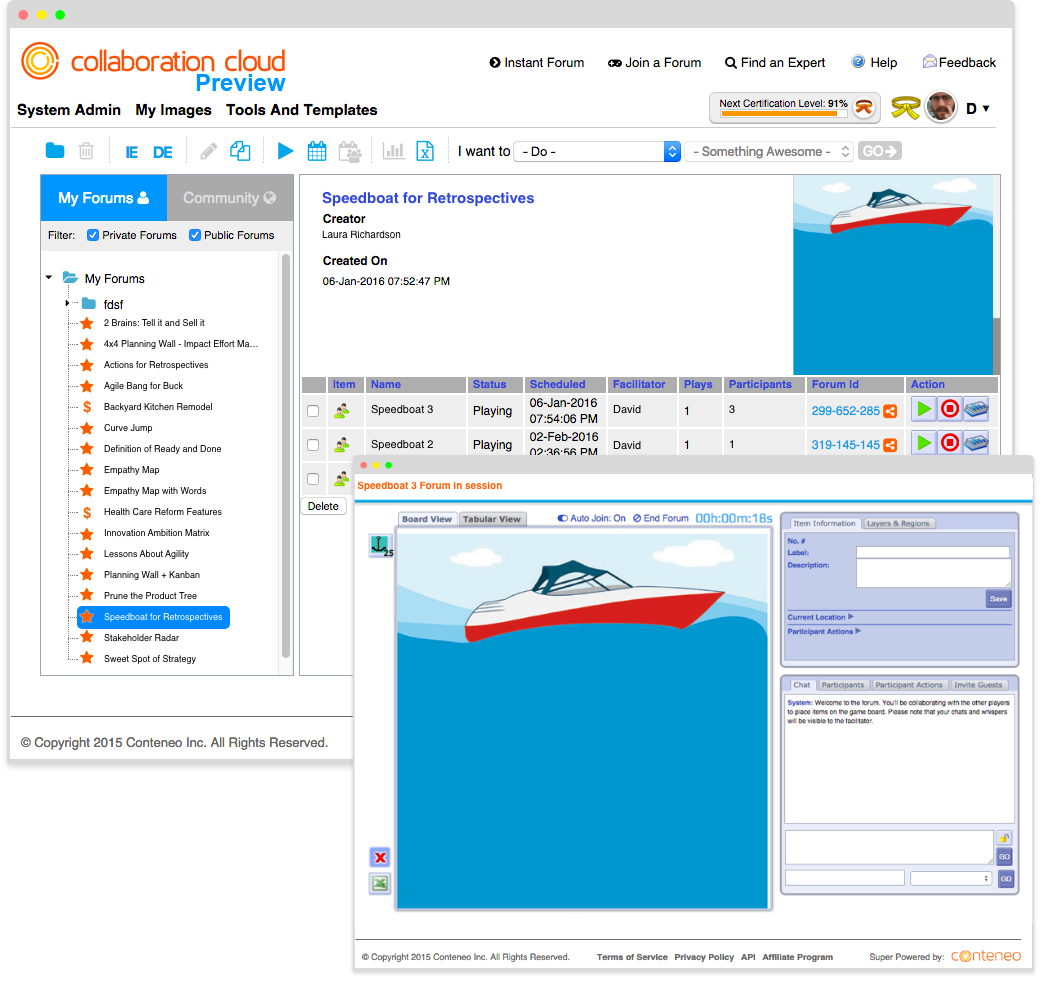 collaboration cloud
Preview
Instant Forum
Join a Forum
Find an Expert
Help
Feedback
System Admin My Images Tools And Templates
Next Certification Level: 91%
D
IE DE
I want to - Do - - Something Awesome - GO
My Forums Community
Filter: Private Forums Public Forums
My Forums
fdsf
2 Brains: Tell it and Sell it
4x4 Planning Wall - Impact Effort Ma...
Actions for Retrospectives
Agile Bang for Buck
Backyard Kitchen Remodel
Curve Jump
Definition of Ready and Done
Empathy Map
Empathy Map with Words
Health Care Reform Features
Innovation Ambition Matrix
Lessons About Agility
Planning Wall + Kanban
Prune the Product Tree
Speedboat for Retrospectives
Stakeholder Radar
Sweet Spot of Strategy
Speedboat for Retrospectives
Creator
Laura Richardson
Created On
06-Jan-2016 07:52:47 PM
Item Name Status Scheduled Facilitator Plays Participants Forum Id Action
Speedboat 3 Playing 06-Jan-2016 07:54:06 PM David 1 3 299-652-285
Speedboat 2 Playing 02-Feb-2016 02:36:56 PM David 1 1 319-145-145
Delete
© Copyright 2015 Conteneo Inc. All Rights Reserved.
Speedboat 3 Forum in session
Board View Tabular View Auto Join: On End Forum 00h:00m:18s
25
Item Information Layers & Regions
No. #
Label:
Description:
Save
Current Location
Participant Actions
Chat Participants Participant Actions Invite Guests
System: Welcome to the forum. You'll be collaborating with the other players
to place items on the game board. Please note that your chats and whispers
will be visible to the facilitator.
GO
GO
© Copyright 2015 Conteneo Inc. All Rights Reserved. Terms of Service Privacy Policy API Affiliate Program Super Powered by: conteneo